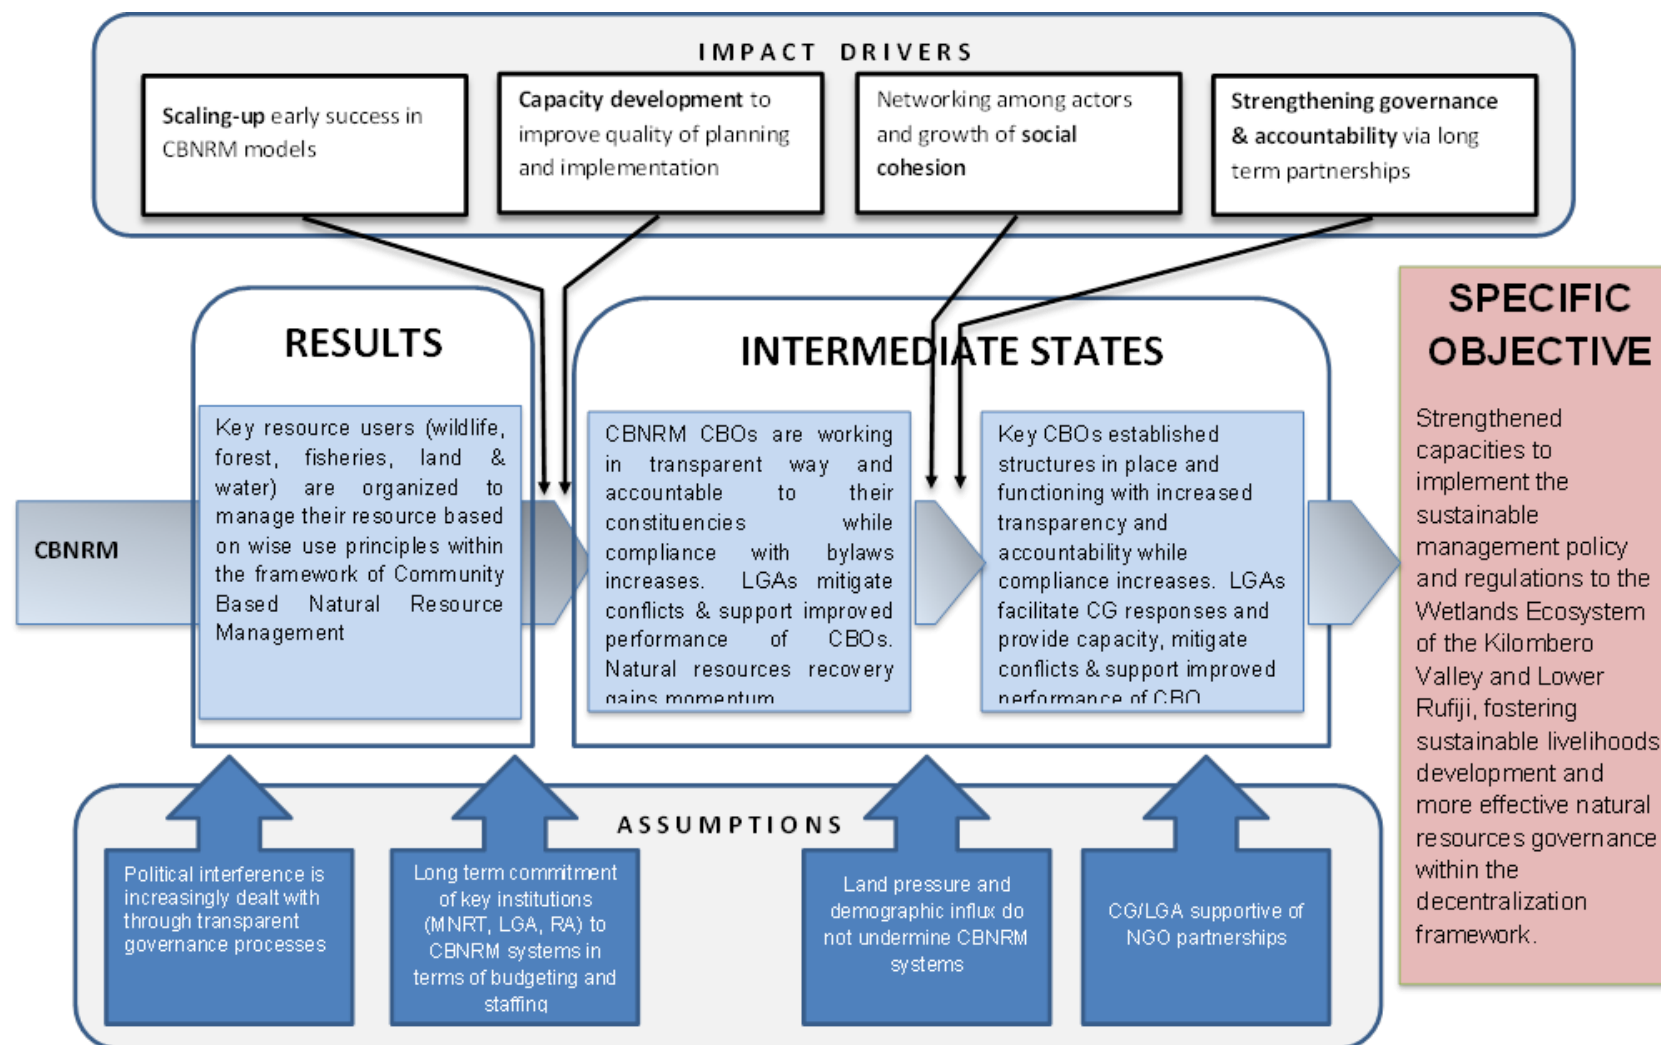 IMPACT DRIVERS
Scaling-up early success in
CBNRM models
Capacity development to
improve quality of planning
and implementation
Networking among actors
and growth of social
cohesion
Strengthening governance
& accountability via long
term partnerships
CBNRM
RESULTS
Key resource users (wildlife,
forest, fisheries, land &
water) are organized to
manage their resource based
on wise use principles within
the framework of Community
Based Natural Resource
Management
INTERMEDIATE STATES
CBNRM CBOs are working
in transparent way and
accountable to their
constituencies while
compliance with bylaws
increases. LGAs mitigate
conflicts & support improved
performance of CBOs.
Natural resources recovery
gains momentum
Key CBOs established
structures in place and
functioning with increased
transparency and
accountability while
compliance increases. LGAs
facilitate CG responses and
provide capacity, mitigate
conflicts & support improved
performance of CBO
SPECIFIC
OBJECTIVE
Strengthened
capacities to
implement the
sustainable
management policy
and regulations to the
Wetlands Ecosystem
of the Kilombero
Valley and Lower
Rufiji, fostering
sustainable livelihoods
development and
more effective natural
resources governance
within the
decentralization
framework.
ASSUMPTIONS
Political interference is
increasingly dealt with
through transparent
governance processes
Long term commitment
of key institutions
(MNRT, LGA, RA) to
CBNRM systems in
terms of budgeting and
staffing
Land pressure and
demographic influx do
not undermine CBNRM
systems
CG/LGA supportive of
NGO partnerships